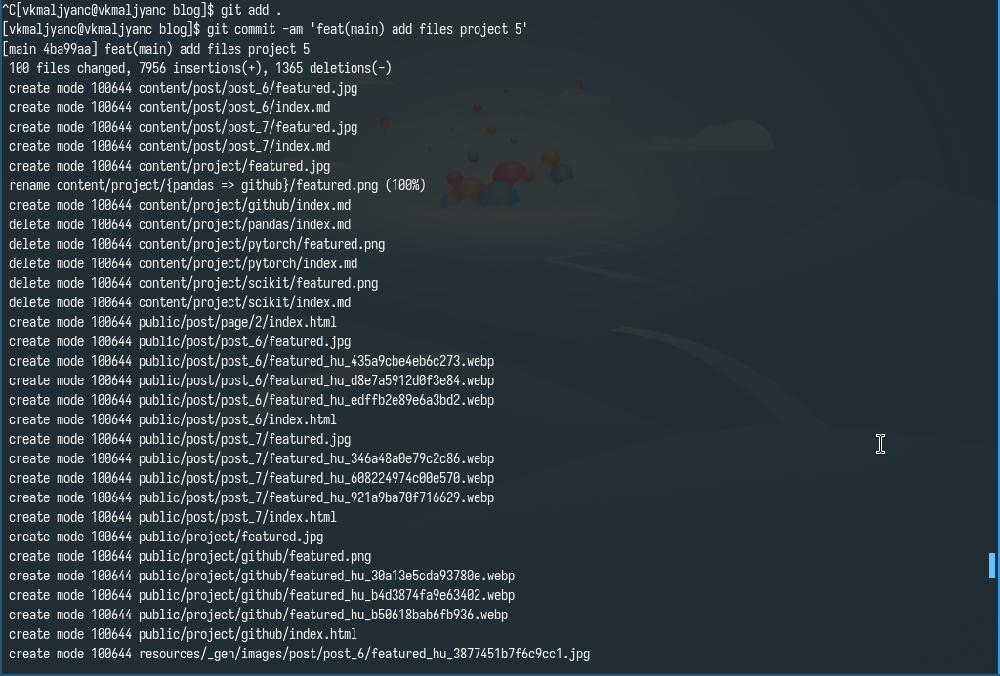 ^C[vkmaljyanc@vkmaljyanc blog]$ git add .
[vkmaljyanc@vkmaljyanc blog]$ git commit -am 'feat(main) add files project 5'
[main 4ba99aa] feat(main) add files project 5
 100 files changed, 7956 insertions(+), 1365 deletions(-)
 create mode 100644 content/post/post_6/featured.jpg
 create mode 100644 content/post/post_6/index.md
 create mode 100644 content/post/post_7/featured.jpg
 create mode 100644 content/post/post_7/index.md
 create mode 100644 content/project/featured.jpg
 rename content/project/{pandas => github}/featured.png (100%)
 create mode 100644 content/project/github/index.md
 delete mode 100644 content/project/pandas/index.md
 delete mode 100644 content/project/pytorch/featured.png
 delete mode 100644 content/project/pytorch/index.md
 delete mode 100644 content/project/scikit/featured.png
 delete mode 100644 content/project/scikit/index.md
 create mode 100644 public/post/page/2/index.html
 create mode 100644 public/post/post_6/featured.jpg
 create mode 100644 public/post/post_6/featured_hu_435a9cbe4eb6c273.webp
 create mode 100644 public/post/post_6/featured_hu_d8e7a5912d0f3e84.webp
 create mode 100644 public/post/post_6/featured_hu_edffb2e89e6a3bd2.webp
 create mode 100644 public/post/post_6/index.html
 create mode 100644 public/post/post_7/featured.jpg
 create mode 100644 public/post/post_7/featured_hu_346a48a0e79c2c86.webp
 create mode 100644 public/post/post_7/featured_hu_608224974c00e570.webp
 create mode 100644 public/post/post_7/featured_hu_921a9ba70f716629.webp
 create mode 100644 public/post/post_7/index.html
 create mode 100644 public/project/featured.jpg
 create mode 100644 public/project/github/featured.png
 create mode 100644 public/project/github/featured_hu_30a13e5cda93780e.webp
 create mode 100644 public/project/github/featured_hu_b4d3874fa9e63402.webp
 create mode 100644 public/project/github/featured_hu_b50618bab6fb936.webp
 create mode 100644 public/project/github/index.html
 create mode 100644 resources/_gen/images/post/post_6/featured_hu_3877451b7f6c9cc1.jpg